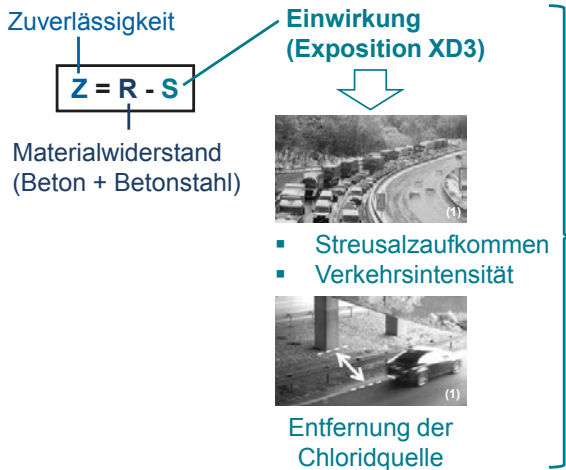 Zuverlässigkeit
Z = R - S
Materialwiderstand
(Beton + Betonstahl)
Einwirkung
(Exposition XD3)
(1)
▪ Streusalzaufkommen
▪ Verkehrsintensität
(1)
Entfernung der
Chloridquelle